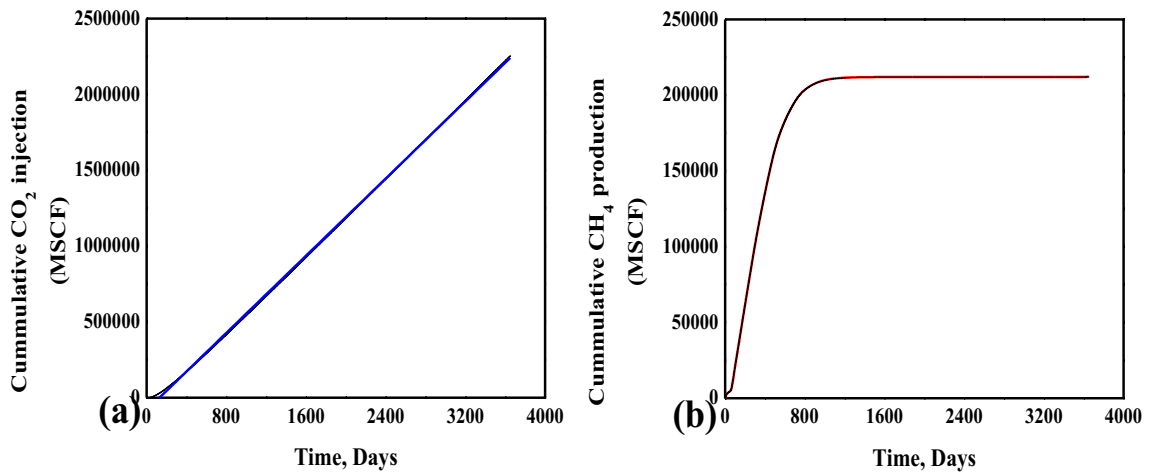 Cummulative CO2 injection
(MSCF)
2500000
2000000
1500000
1000000
500000
0
0 800 1600 2400 3200 4000
(a)
Time, Days
Cummulative CH4 production
(MSCF)
250000
200000
150000
100000
50000
0
0 800 1600 2400 3200 4000
(b)
Time, Days